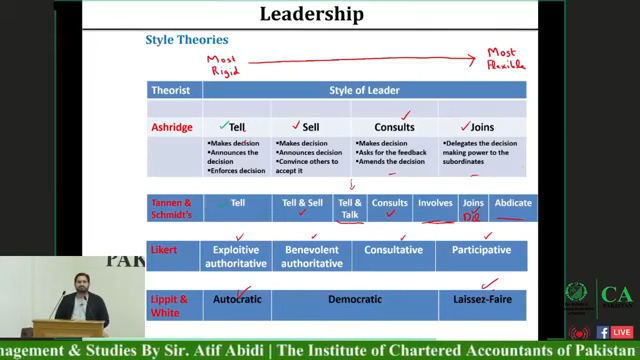 Leadership
Style Theories
Most Rigid
Most Flexible
Theorist Style of Leader
Ashridge Tell Sell Consults Joins
• Makes decision
• Announces the decision
• Enforces decision
• Makes decision
• Announces decision
• Convince others to accept it
• Makes decision
• Asks for the feedback
• Amends the decision
• Delegates the decision making power to the subordinates
Tannen & Schmidt's Tell Tell & Sell Tell & Talk Consults Involves Joins Abdicate
Likert Exploitive authoritative Benevolent authoritative Consultative Participative
Lippit & White Autocratic Democratic Laissez-Faire
CA
PAKISTAN
nagement & Studies By Sir. Atif Abidi | The Institute of Chartered Accountants of Pakistan
LIVE